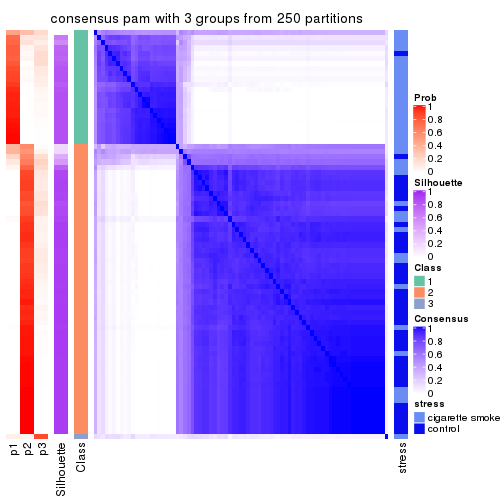 consensus pam with 3 groups from 250 partitions
Prob
1
0.8
0.6
0.4
0.2
0
Silhouette
1
0.8
0.6
0.4
0.2
0
Class
1
2
3
Consensus
1
0.8
0.6
0.4
0.2
0
stress
cigarette smoke
control
p1
p2
p3
Silhouette
Class
stress